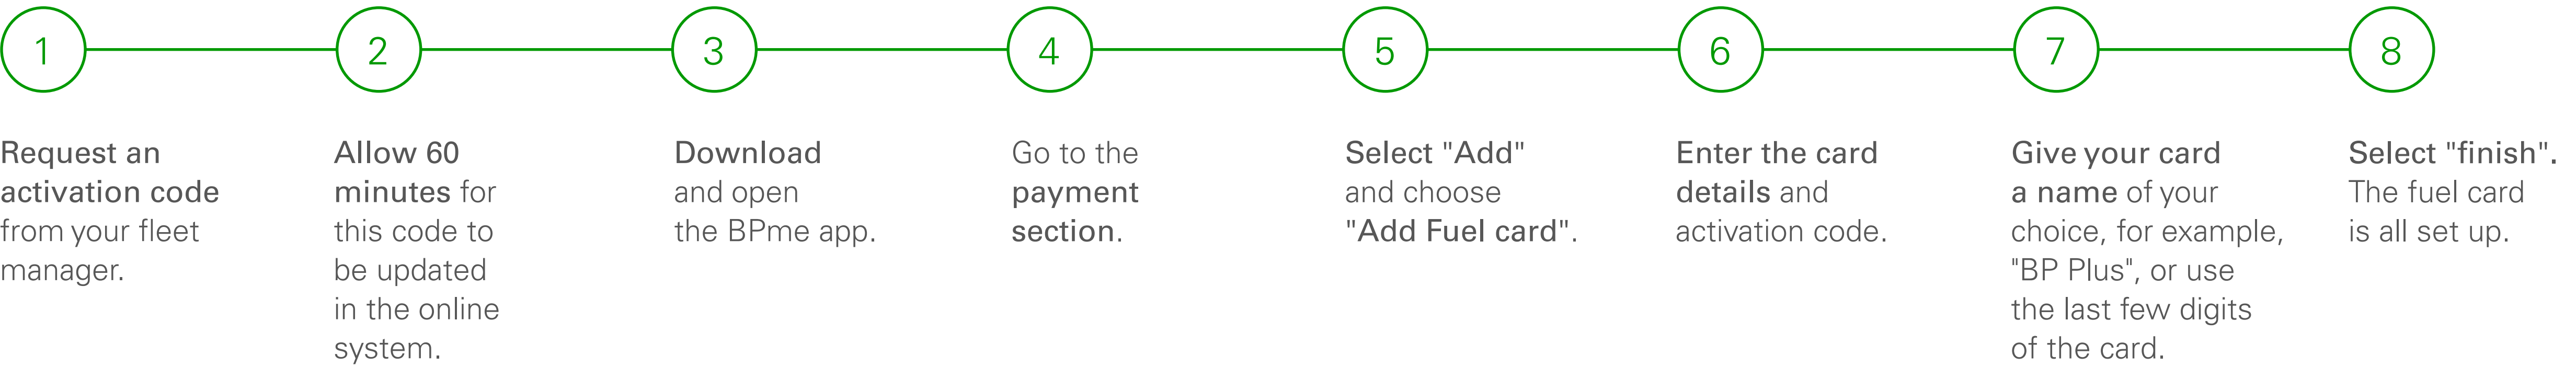 1
Request an
activation code
from your fleet
manager.
2
Allow 60
minutes for
this code to
be updated
in the online
system.
3
Download
and open
the BPme app.
4
Go to the
payment
section.
5
Select "Add"
and choose
"Add Fuel card".
6
Enter the card
details and
activation code.
7
Give your card
a name of your
choice, for example,
"BP Plus", or use
the last few digits
of the card.
8
Select "finish".
The fuel card
is all set up.